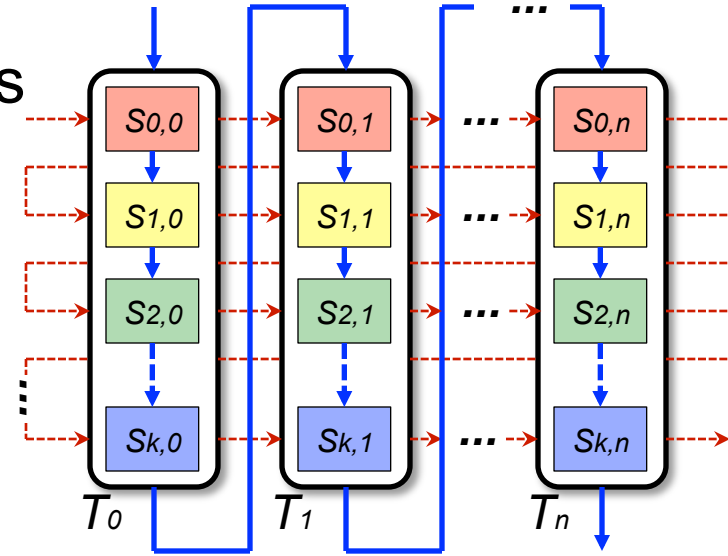 ...
s
S0,0 S0,1 ... S0,n
S1,0 S1,1 ... S1,n
S2,0 S2,1 ... S2,n
...
Sk,0 Sk,1 ... Sk,n
T0 T1 Tn